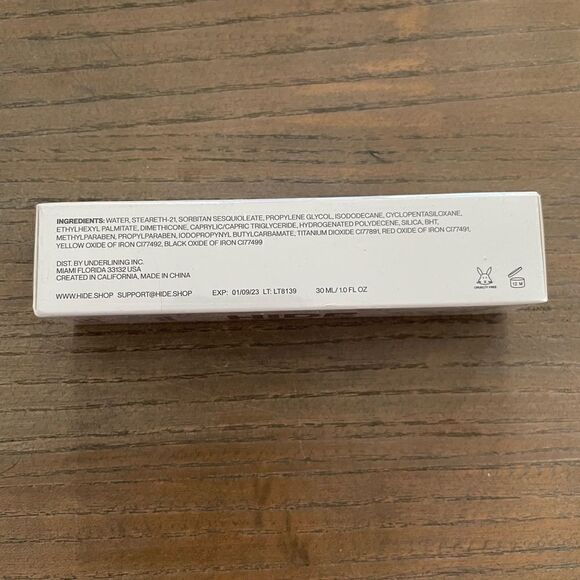 INGREDIENTS: WATER, STEARETH-21, SORBITAN SESQUIOLEATE, PROPYLENE GLYCOL, ISODODECANE, CYCLOPENTASILOXANE,
ETHYLHEXYL PALMITATE, DIMETHICONE, CAPRYLIC/CAPRIC TRIGLYCERIDE, HYDROGENATED POLYDECENE, SILICA, BHT,
METHYLPARABEN, PROPYLPARABEN, IODOPROPYNYL BUTYLCARBAMATE, TITANIUM DIOXIDE CI77891, RED OXIDE OF IRON CI77491,
YELLOW OXIDE OF IRON CI77492, BLACK OXIDE OF IRON CI77499
DIST. BY UNDERLINING INC.
MIAMI FLORIDA 33132 USA
CREATED IN CALIFORNIA, MADE IN CHINA
WWW.HIDE.SHOP SUPPORT@HIDE.SHOP EXP: 01/09/23 LT: LT8139 30 ML/ 1.0 FL OZ
CRUELTY FREE
12 M